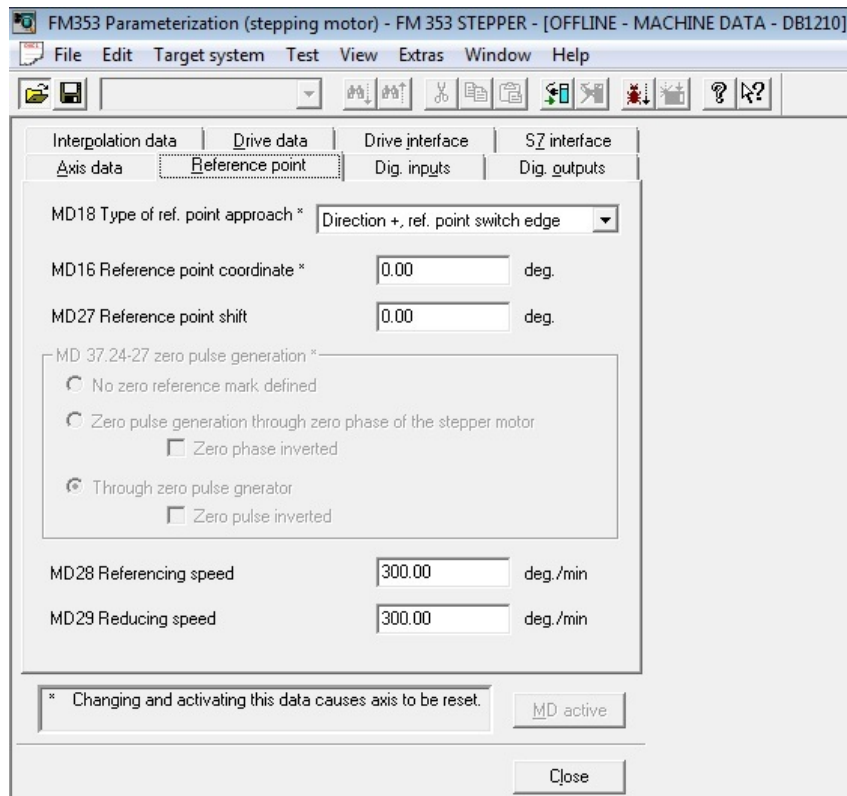 FM353 Parameterization (stepping motor) - FM 353 STEPPER - [OFFLINE - MACHINE DATA - DB1210]
File Edit Target system Test View Extras Window Help
Interpolation data Drive data Drive interface S7 interface
Axis data Reference point Dig. inputs Dig. outputs
MD18 Type of ref. point approach * Direction +, ref. point switch edge
MD16 Reference point coordinate * 0.00 deg.
MD27 Reference point shift 0.00 deg.
MD 37.24-27 zero pulse generation *
No zero reference mark defined
Zero pulse generation through zero phase of the stepper motor
Zero phase inverted
Through zero pulse gnerator
Zero pulse inverted
MD28 Referencing speed 300.00 deg./min
MD29 Reducing speed 300.00 deg./min
* Changing and activating this data causes axis to be reset. MD active
Close